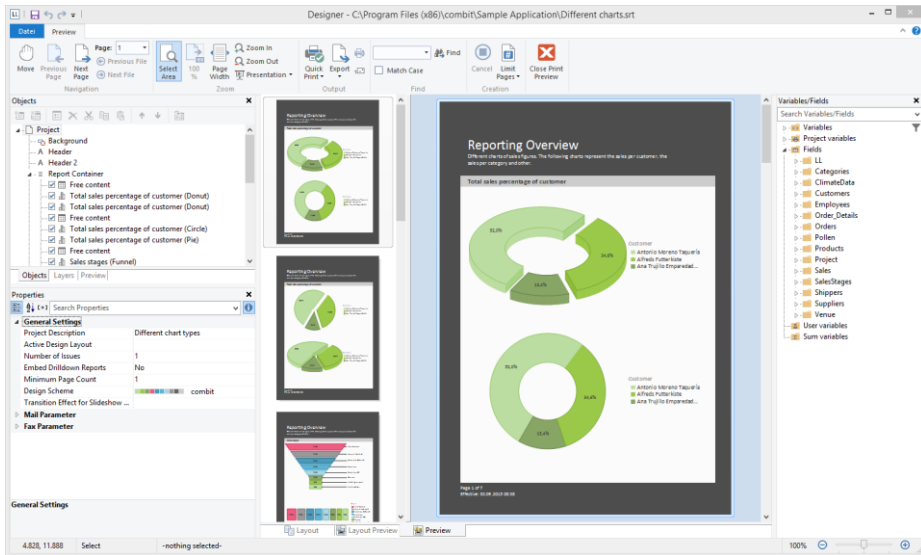 Designer - C:\Program Files (x86)\combit\Sample Application\Different charts.srt
Datei Preview
Move
Previous Page
Next Page
Page: 1
Previous File
Next File
Navigation
Select Area
100 %
Page Width
Zoom In
Zoom Out
Presentation
Zoom
Quick Print
Export
Output
Find
Match Case
Find
Cancel
Limit Pages
Creation
Close Print Preview
Objects
Project
Background
Header
Header 2
Report Container
Free content
Total sales percentage of customer (Donut)
Total sales percentage of customer (Donut)
Free content
Total sales percentage of customer (Circle)
Total sales percentage of customer (Pie)
Free content
Sales stages (Funnel)
Objects Layers Preview
Properties
Search Properties
General Settings
Project Description Different chart types
Active Design Layout
Number of Issues 1
Embed Drilldown Reports No
Minimum Page Count 1
Design Scheme combit
Transition Effect for Slideshow ...
Mail Parameter
Fax Parameter
General Settings
Reporting Overview
Reporting Overview
Reporting Overview
Layout Layout Preview Preview
Reporting Overview
Different charts of sales figures. The following charts represent the sales per customer, the
sales per category and other.
Total sales percentage of customer
Customer
Antonio Moreno Taquería
Alfreds Futterkiste
Ana Trujillo Emparedad...
Customer
Antonio Moreno Taquería
Alfreds Futterkiste
Ana Trujillo Emparedad...
Page 1 of 7
Variables/Fields
Search Variables/Fields
Variables
Project variables
Fields
LL
Categories
ClimateData
Customers
Employees
Order_Details
Orders
Pollen
Products
Project
Sales
SalesStages
Shippers
Suppliers
Venue
User variables
Sum variables
4.828, 11.888 Select -nothing selected- 100%